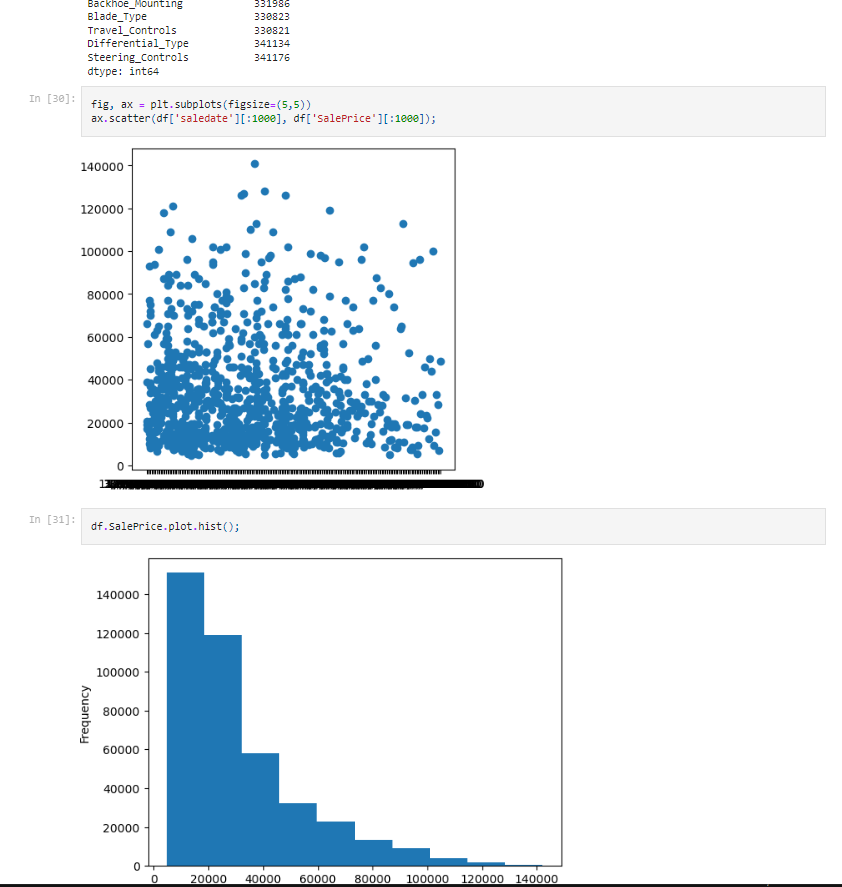 Backhoe_Mounting 331986
Blade_Type 330823
Travel_Controls 330821
Differential_Type 341134
Steering_Controls 341176
dtype: int64
In [30]:
fig, ax = plt.subplots(figsize=(5,5))
ax.scatter(df['saledate'][:1000], df['SalePrice'][:1000]);
140000
120000
100000
80000
60000
40000
20000
0
In [31]:
df.SalePrice.plot.hist();
140000
120000
100000
80000
60000
40000
20000
0
Frequency
0 20000 40000 60000 80000 100000 120000 140000